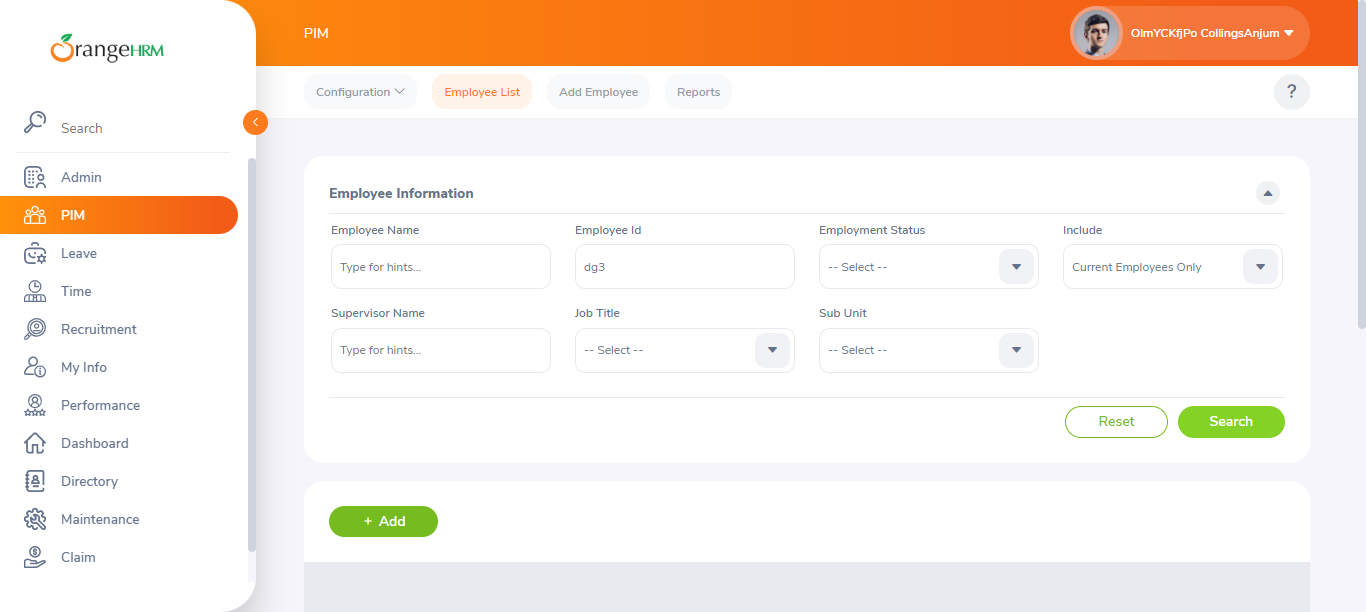 OrangeHRM
Search
Admin
PIM
Leave
Time
Recruitment
My Info
Performance
Dashboard
Directory
Maintenance
Claim
PIM
OlmYCKfjPo CollingsAnjum
Configuration
Employee List
Add Employee
Reports
?
Employee Information
Employee Name
Employee Id
Employment Status
Include
Type for hints...
dg3
-- Select --
Current Employees Only
Supervisor Name
Job Title
Sub Unit
Type for hints...
-- Select --
-- Select --
Reset
Search
+ Add